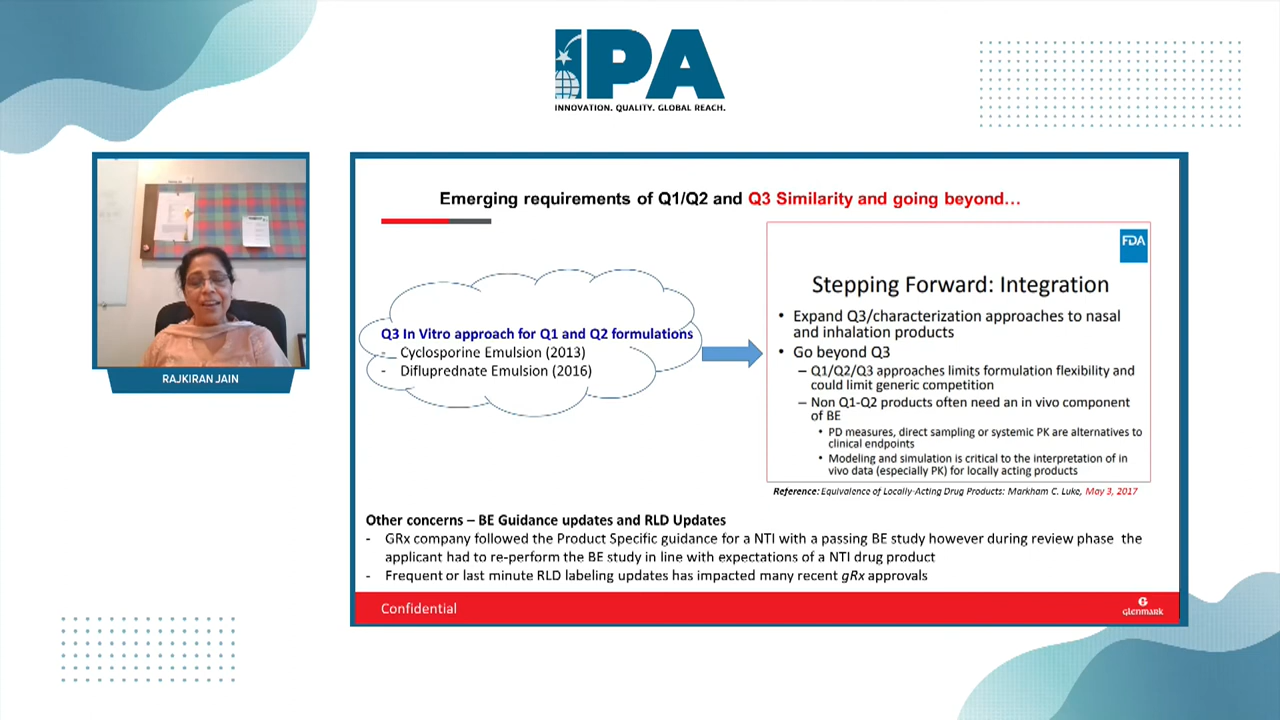 IPA
INNOVATION. QUALITY. GLOBAL REACH.
RAJKIRAN JAIN
Emerging requirements of Q1/Q2 and Q3 Similarity and going beyond…
Q3 In Vitro approach for Q1 and Q2 formulations
- Cyclosporine Emulsion (2013)
- Difluprednate Emulsion (2016)
FDA
Stepping Forward: Integration
• Expand Q3/characterization approaches to nasal
and inhalation products
• Go beyond Q3
– Q1/Q2/Q3 approaches limits formulation flexibility and
could limit generic competition
– Non Q1-Q2 products often need an in vivo component
of BE
• PD measures, direct sampling or systemic PK are alternatives to
clinical endpoints
• Modeling and simulation is critical to the interpretation of in
vivo data (especially PK) for locally acting products
Reference: Equivalence of Locally-Acting Drug Products: Markham C. Luke, May 3, 2017
Other concerns – BE Guidance updates and RLD Updates
- GRx company followed the Product Specific guidance for a NTI with a passing BE study however during review phase the
applicant had to re-perform the BE study in line with expectations of a NTI drug product
- Frequent or last minute RLD labeling updates has impacted many recent gRx approvals
Confidential
glenmark